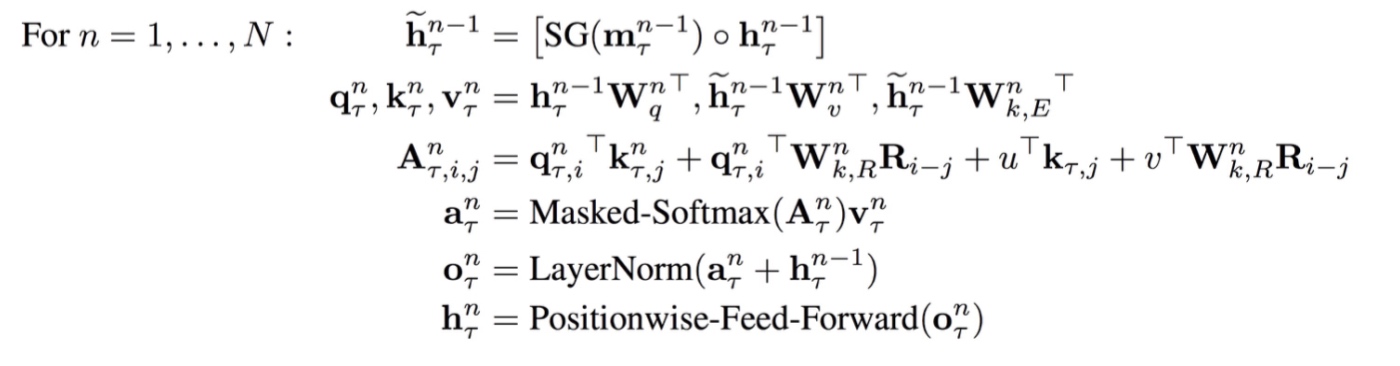 For n = 1, . . . , N :   h̃_τ^{n−1} = [SG(m_τ^{n−1}) ∘ h_τ^{n−1}]
q_τ^n, k_τ^n, v_τ^n = h_τ^{n−1}W_q^{n⊤}, h̃_τ^{n−1}W_v^{n⊤}, h̃_τ^{n−1}W_{k,E}^n^⊤
A_{τ,i,j}^n = q_{τ,i}^n^⊤k_{τ,j}^n + q_{τ,i}^n^⊤W_{k,R}^nR_{i−j} + u^⊤k_{τ,j} + v^⊤W_{k,R}^nR_{i−j}
a_τ^n = Masked-Softmax(A_τ^n)v_τ^n
o_τ^n = LayerNorm(a_τ^n + h_τ^{n−1})
h_τ^n = Positionwise-Feed-Forward(o_τ^n)